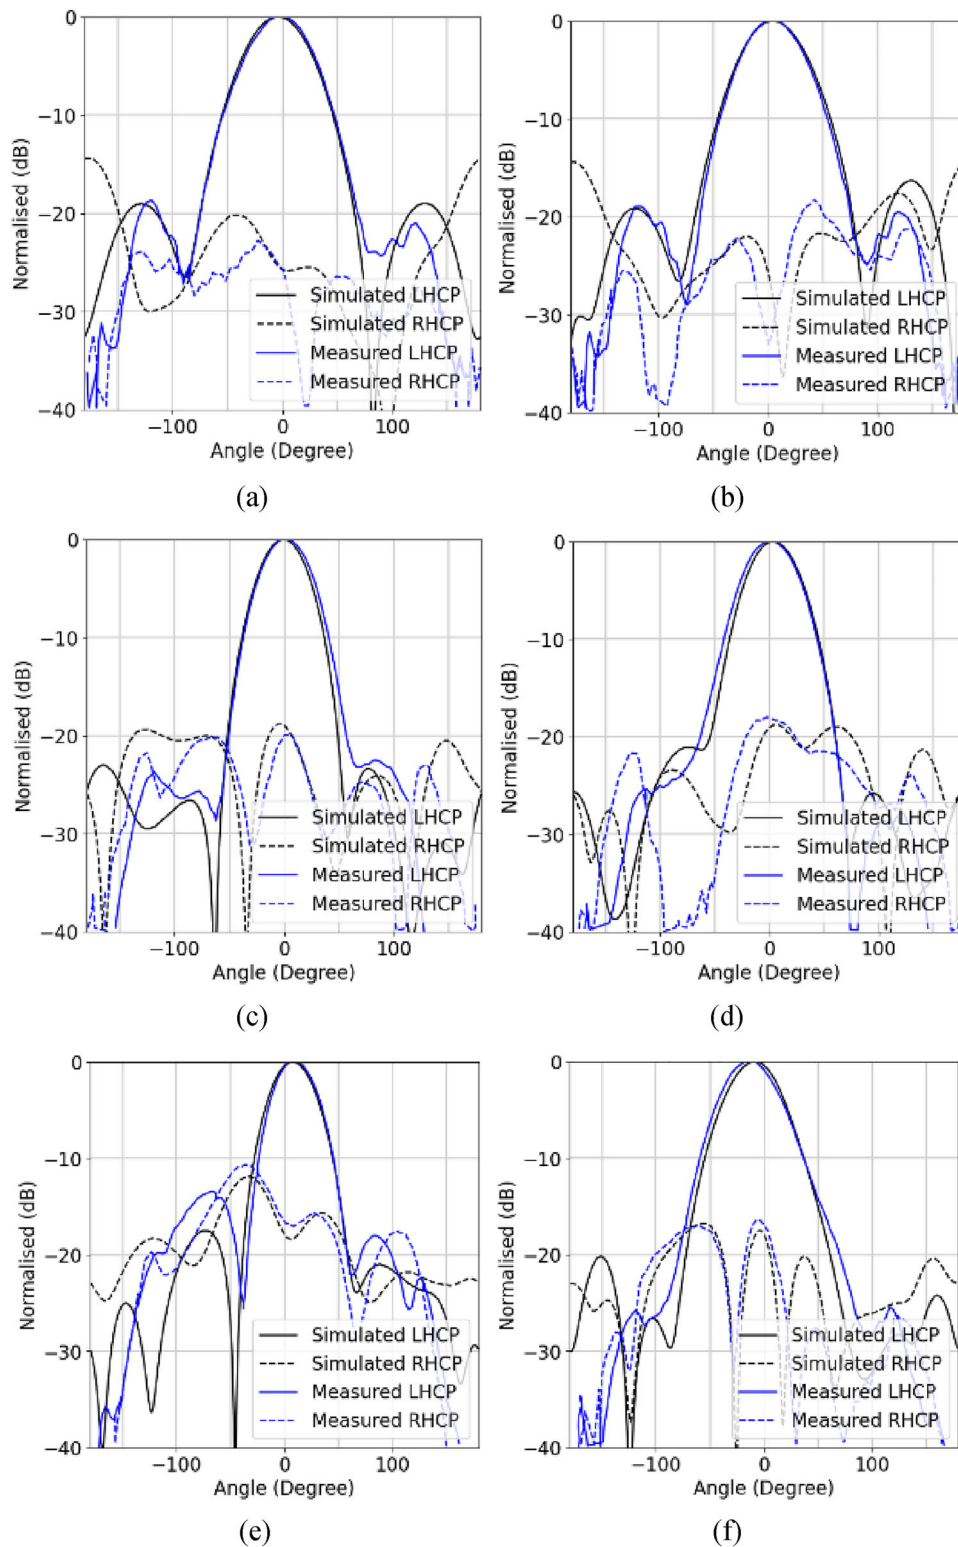 0
−10
−20
−30
−40
Normalised (dB)
Simulated LHCP
Simulated RHCP
Measured LHCP
Measured RHCP
−100
0
100
Angle (Degree)
(a)
0
−10
−20
−30
−40
Normalised (dB)
Simulated LHCP
Simulated RHCP
Measured LHCP
Measured RHCP
−100
0
100
Angle (Degree)
(b)
0
−10
−20
−30
−40
Normalised (dB)
Simulated LHCP
Simulated RHCP
Measured LHCP
Measured RHCP
−100
0
100
Angle (Degree)
(c)
0
−10
−20
−30
−40
Normalised (dB)
Simulated LHCP
Simulated RHCP
Measured LHCP
Measured RHCP
−100
0
100
Angle (Degree)
(d)
0
−10
−20
−30
−40
Normalised (dB)
Simulated LHCP
Simulated RHCP
Measured LHCP
Measured RHCP
−100
0
100
Angle (Degree)
(e)
0
−10
−20
−30
−40
Normalised (dB)
Simulated LHCP
Simulated RHCP
Measured LHCP
Measured RHCP
−100
0
100
Angle (Degree)
(f)